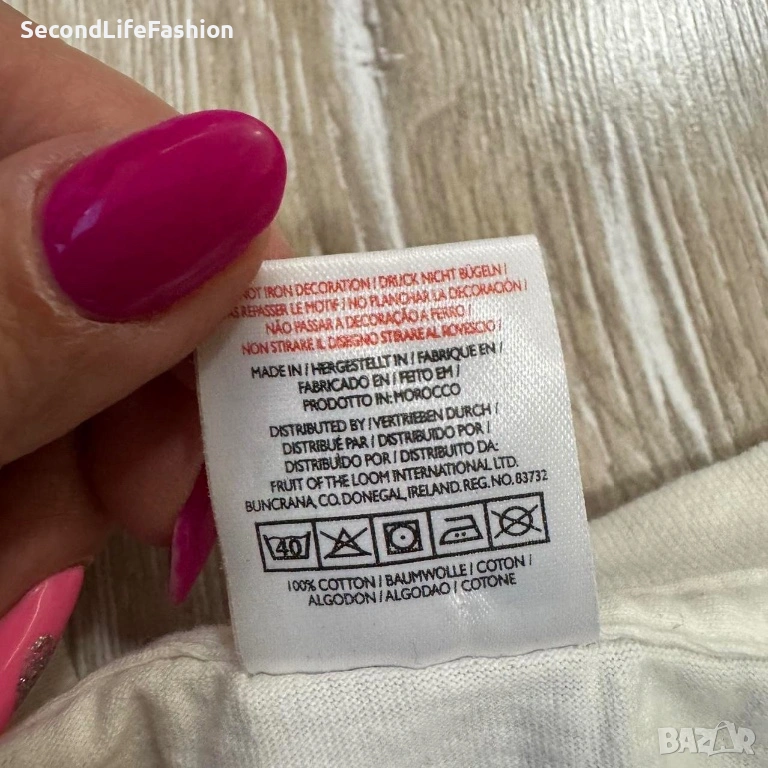 SecondLifeFashion
NOT IRON DECORATION / DRUCK NICHT BÜGELN /
REPASSER LE MOTIF / NO PLANCHAR LA DECORACIÓN /
NÃO PASSAR À DECORAÇÃO A FERRO /
NON STIRARE IL DISEGNO STIRARE AL ROVESCIO /
MADE IN / HERGESTELLT IN / FABRIQUE EN /
FABRICADO EN / FEITO EM /
PRODOTTO IN: MOROCCO
DISTRIBUTED BY / VERTRIEBEN DURCH /
DISTRIBUÉ PAR / DISTRIBUIDO POR /
DISTRIBUÍDO POR / DISTRIBUITO DA:
FRUIT OF THE LOOM INTERNATIONAL LTD.
BUNCRANA, CO. DONEGAL, IRELAND. REG. NO. 83732
40
100% COTTON / BAUMWOLLE / COTON /
ALGODON / ALGODAO / COTONE
BAZAR